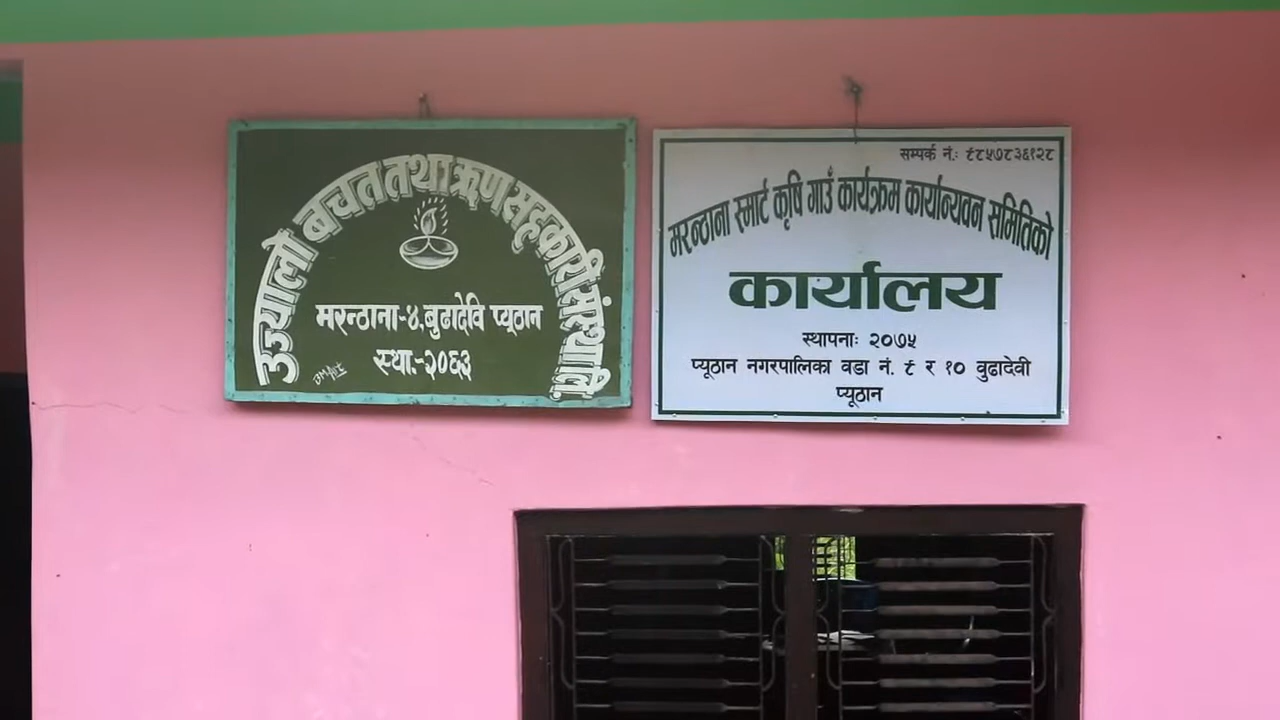 उज्यालो बचत तथा ऋण सहकारी संस्था लि.
मरन्ठाना-४,बुढादेवि प्यूठान
स्था.-२०६३
सम्पर्क नं.: ९८५७८३६१२८
मरन्ठाना स्मार्ट कृषि गाउँ कार्यक्रम कार्यान्यवन समितिको
कार्यालय
स्थापनाः २०७५
प्यूठान नगरपालिका वडा नं. ९ र १० बुढादेवी
प्यूठान